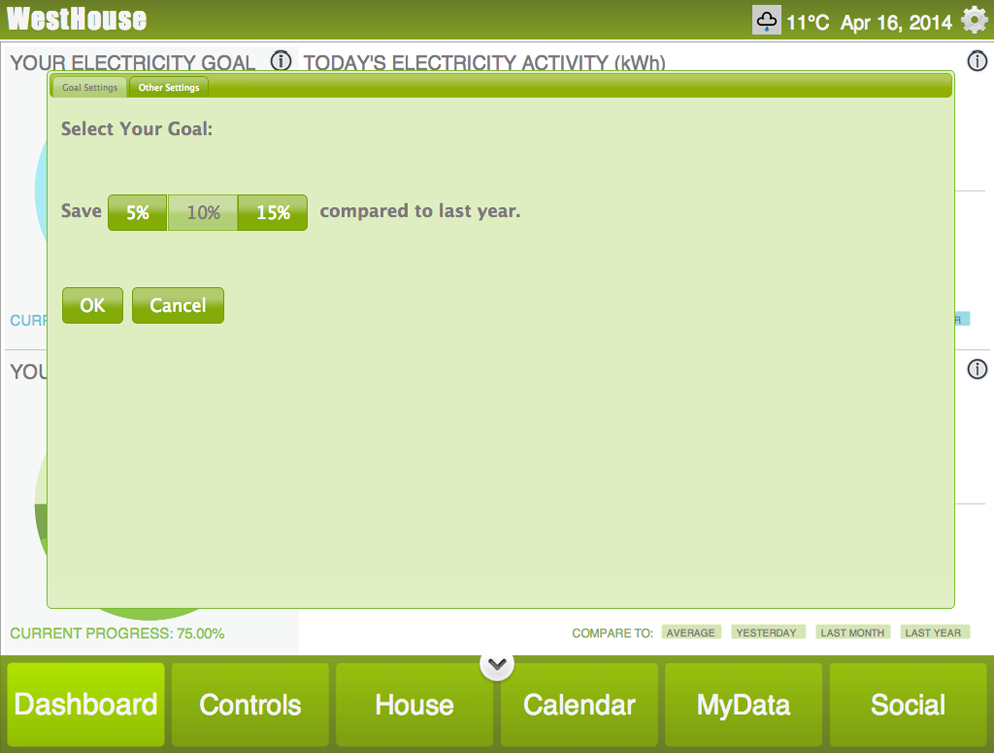 WestHouse
11°C Apr 16, 2014
YOUR ELECTRICITY GOAL
TODAY'S ELECTRICITY ACTIVITY (kWh)
Goal Settings
Other Settings
Select Your Goal:
Save 5% 10% 15% compared to last year.
OK Cancel
CURRENT PROGRESS: 75.00%
COMPARE TO: AVERAGE YESTERDAY LAST MONTH LAST YEAR
Dashboard Controls House Calendar MyData Social